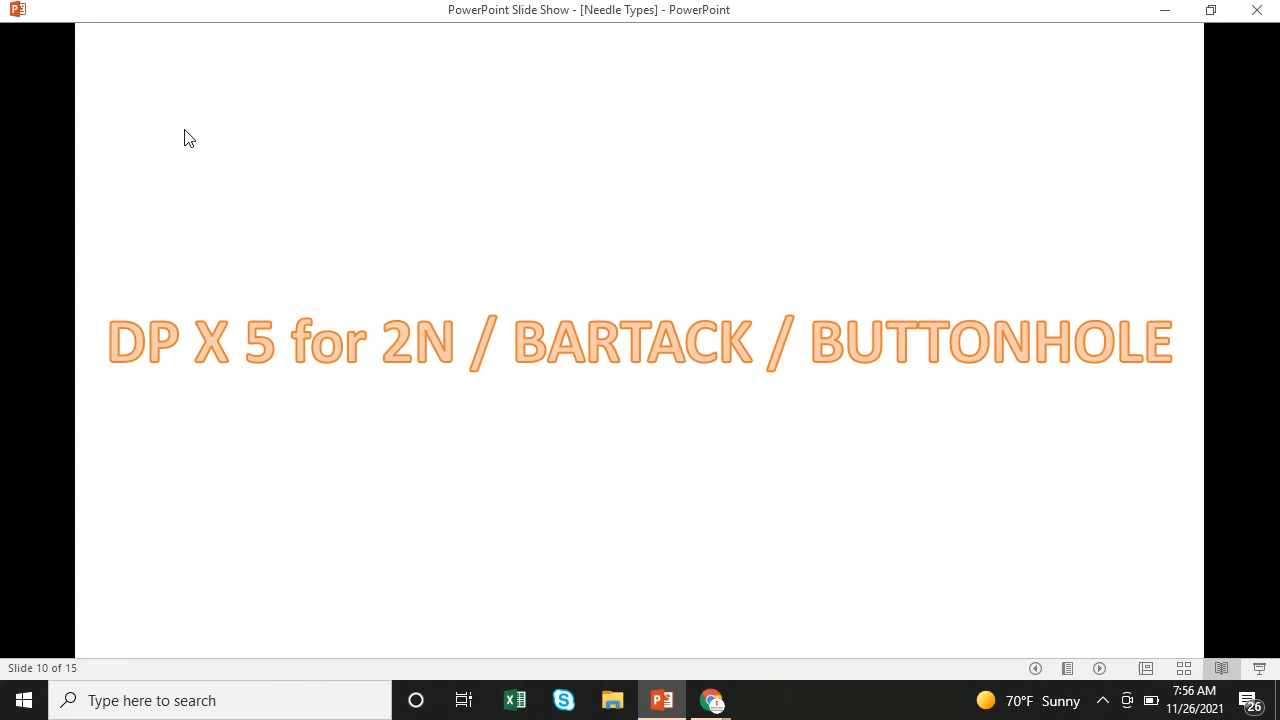 PowerPoint Slide Show - [Needle Types] - PowerPoint
DP X 5 for 2N / BARTACK / BUTTONHOLE
Slide 10 of 15
Type here to search
70°F Sunny
7:56 AM
11/26/2021
26